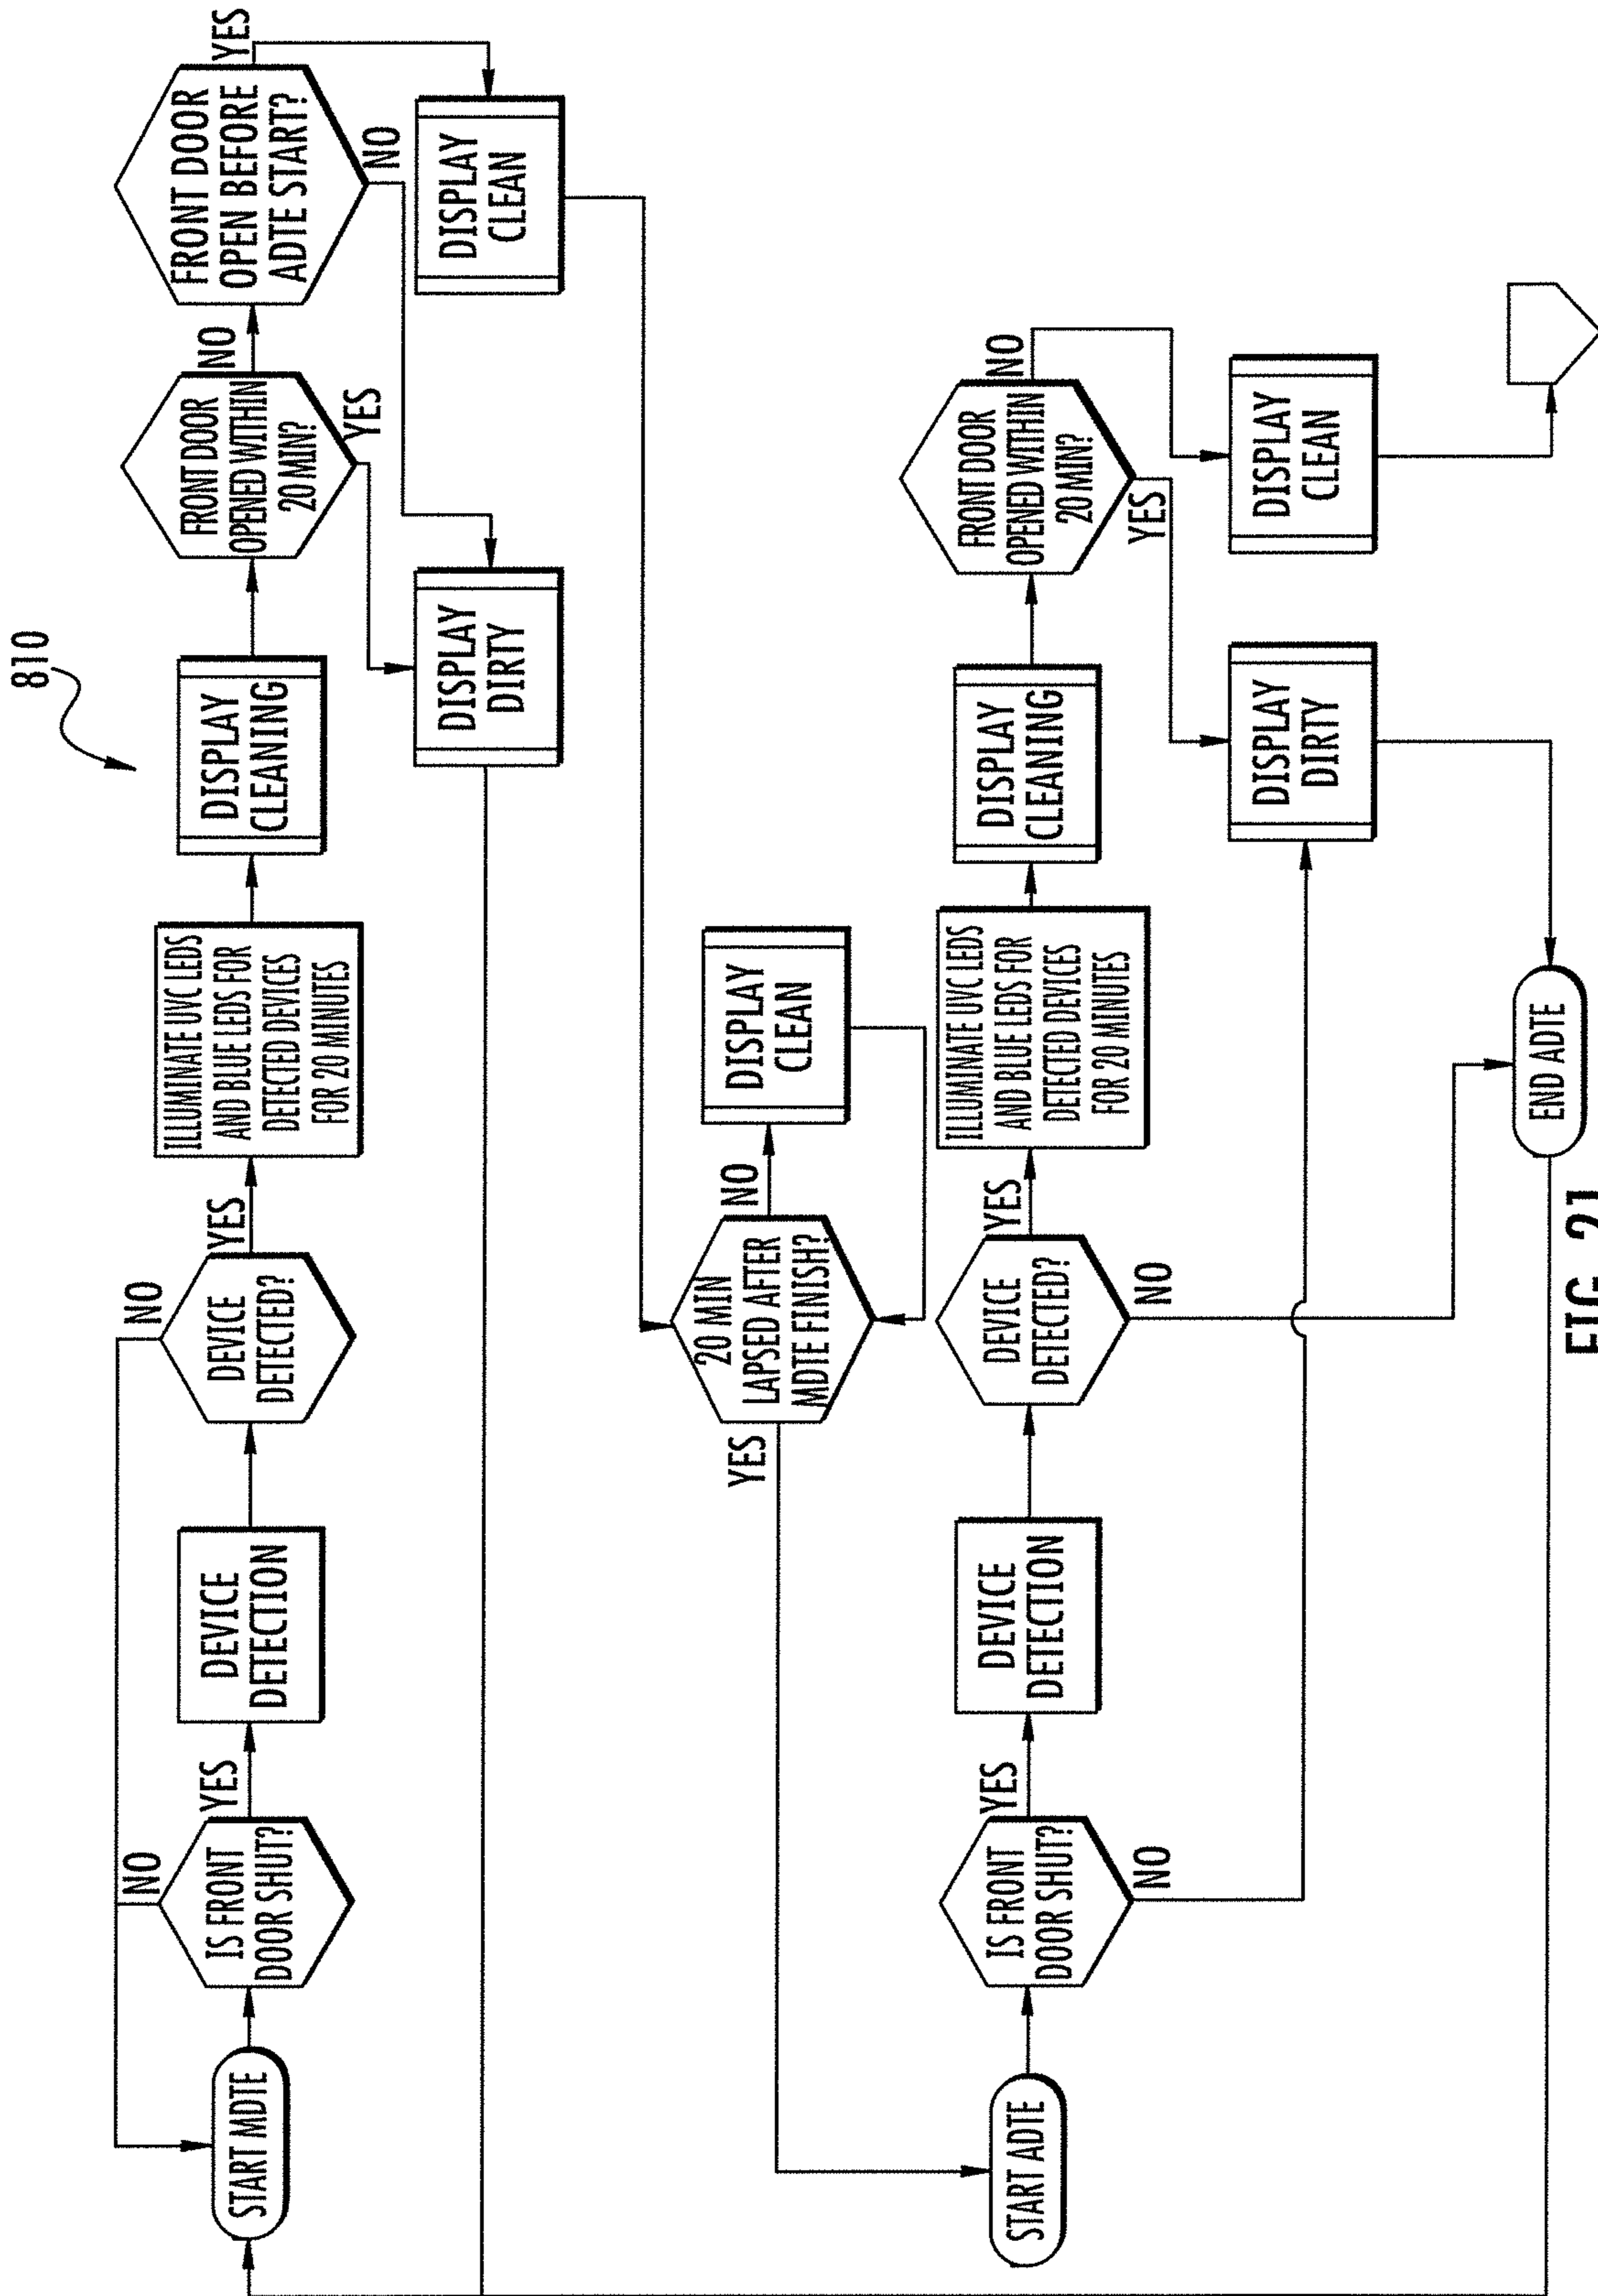 810
START MDTE
IS FRONT
DOOR SHUT?
NO
YES
DEVICE
DETECTION
DEVICE
DETECTED?
NO
YES
ILLUMINATE UVC LEDS
AND BLUE LEDS FOR
DETECTED DEVICES
FOR 20 MINUTES
DISPLAY
CLEANING
FRONT DOOR
OPENED WITHIN
20 MIN?
NO
YES
FRONT DOOR
OPEN BEFORE
ADTE START?
YES
NO
DISPLAY
DIRTY
DISPLAY
CLEAN
20 MIN
LAPSED AFTER
MDTE FINISH?
YES
NO
DISPLAY
CLEAN
START ADTE
IS FRONT
DOOR SHUT?
YES
NO
DEVICE
DETECTION
DEVICE
DETECTED?
YES
NO
ILLUMINATE UVC LEDS
AND BLUE LEDS FOR
DETECTED DEVICES
FOR 20 MINUTES
DISPLAY
CLEANING
FRONT DOOR
OPENED WITHIN
20 MIN?
NO
YES
DISPLAY
DIRTY
DISPLAY
CLEAN
END ADTE
FIG. 21